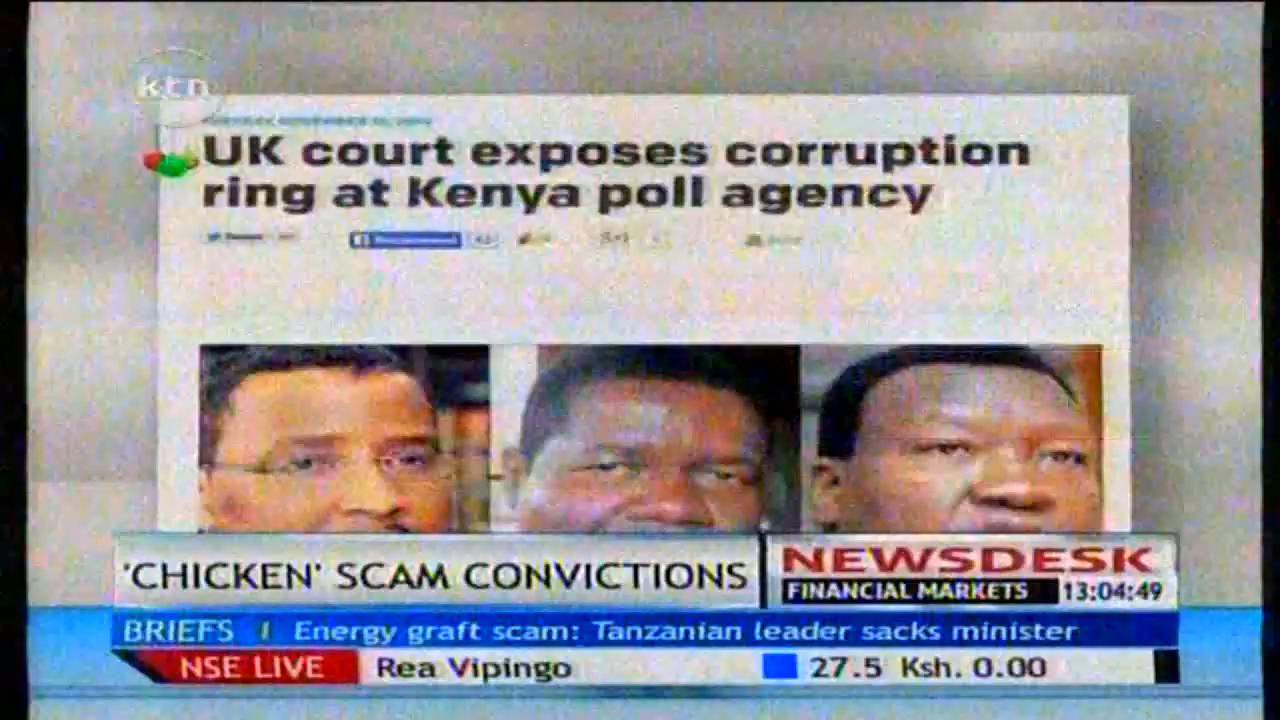 ktn
UK court exposes corruption
ring at Kenya poll agency
'CHICKEN' SCAM CONVICTIONS
NEWSDESK
FINANCIAL MARKETS 13:04:49
BRIEFS / Energy graft scam: Tanzanian leader sacks minister
NSE LIVE Rea Vipingo 27.5 Ksh. 0.00